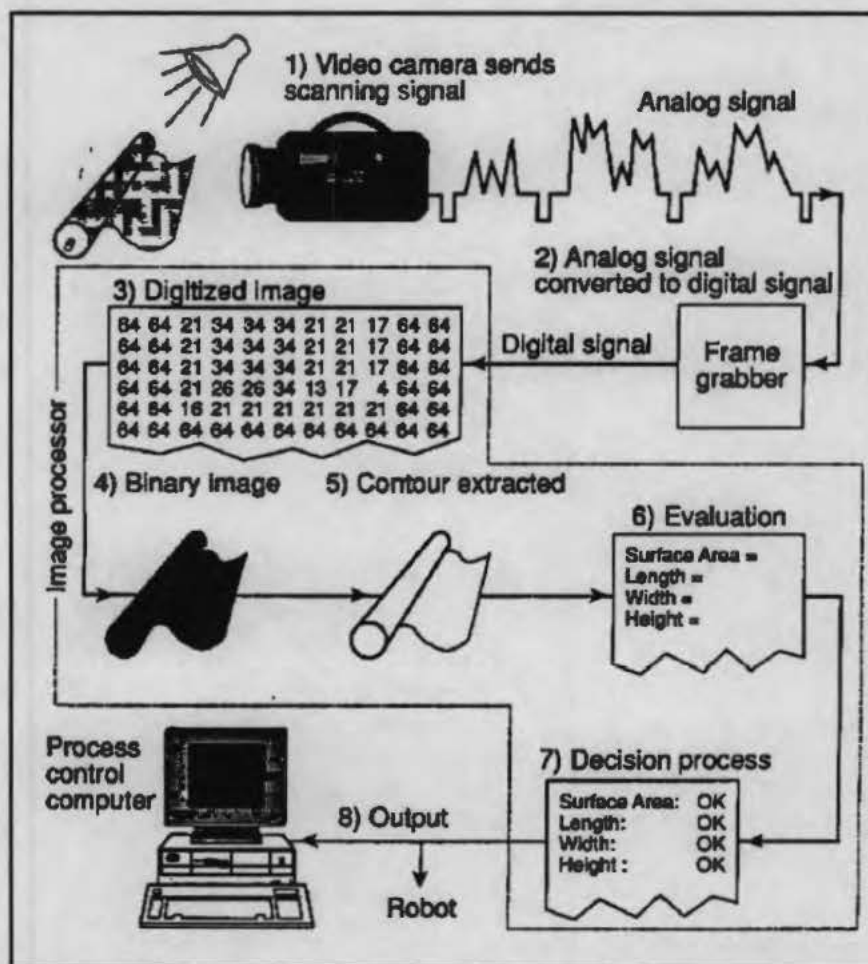 1) Video camera sends
scanning signal
Analog signal
2) Analog signal
converted to digital signal
Frame
grabber
Digital signal
3) Digitized image
64 64 21 34 34 34 21 21 17 64 64
64 64 21 34 34 34 21 21 17 64 64
64 64 21 34 34 34 21 21 17 64 64
64 64 21 26 26 34 13 17 4 64 64
64 64 16 21 21 21 21 21 21 64 64
64 64 64 64 64 64 64 64 64 64 64
Image processor
4) Binary image
5) Contour extracted
6) Evaluation
Surface Area =
Length =
Width =
Height =
7) Decision process
Surface Area: OK
Length: OK
Width: OK
Height : OK
8) Output
Robot
Process
control
computer